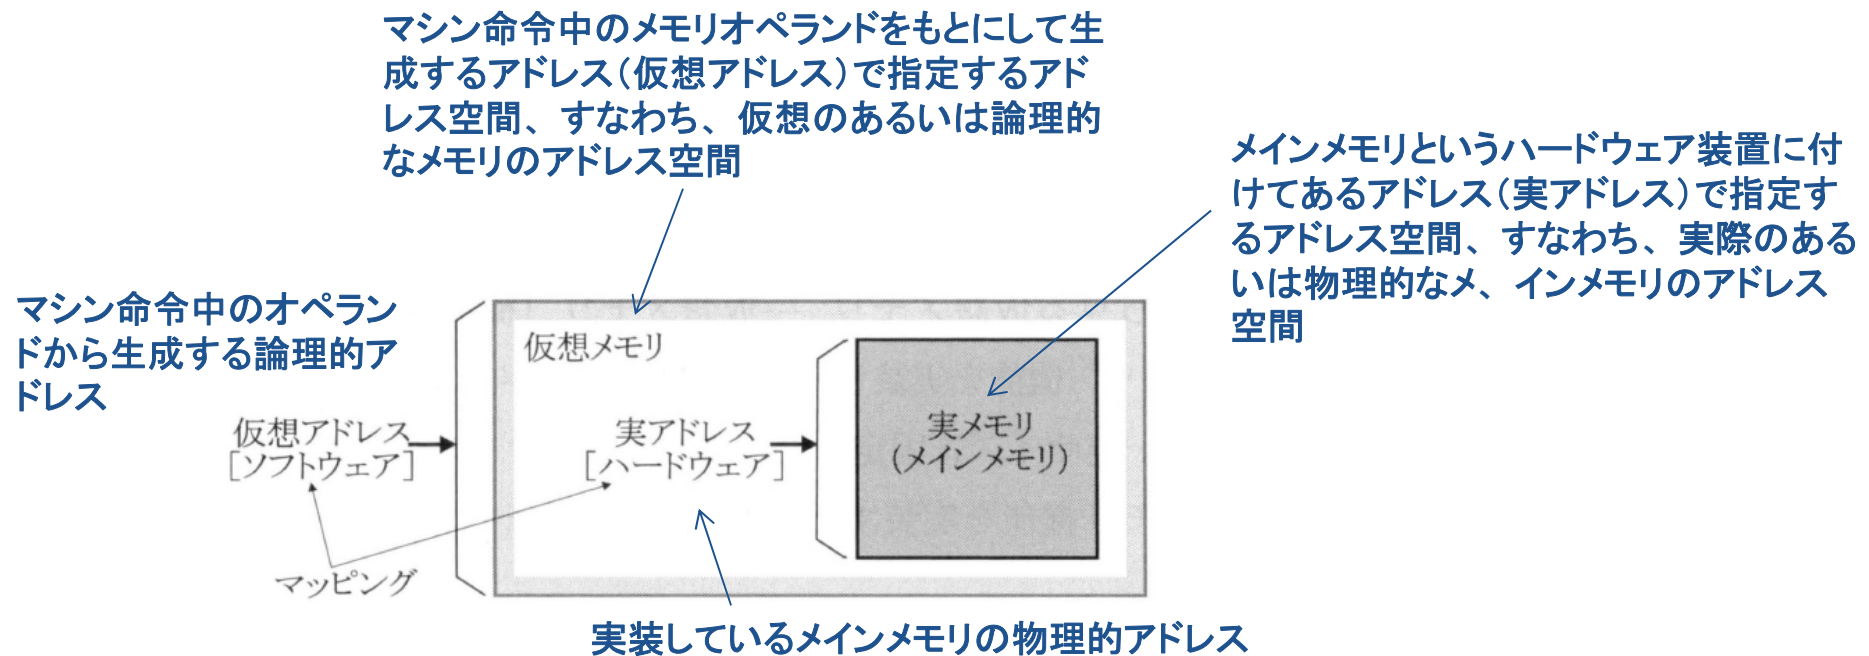 マシン命令中のメモリオペランドをもとにして生
成するアドレス（仮想アドレス）で指定するアド
レス空間、すなわち、仮想のあるいは論理的
なメモリのアドレス空間
メインメモリというハードウェア装置に付
けてあるアドレス（実アドレス）で指定す
るアドレス空間、すなわち、実際のある
いは物理的なメ、インメモリのアドレス
空間
マシン命令中のオペラン
ドから生成する論理的ア
ドレス
仮想メモリ
仮想アドレス
［ソフトウェア］
実アドレス
［ハードウェア］
実メモリ
（メインメモリ）
マッピング
実装しているメインメモリの物理的アドレス